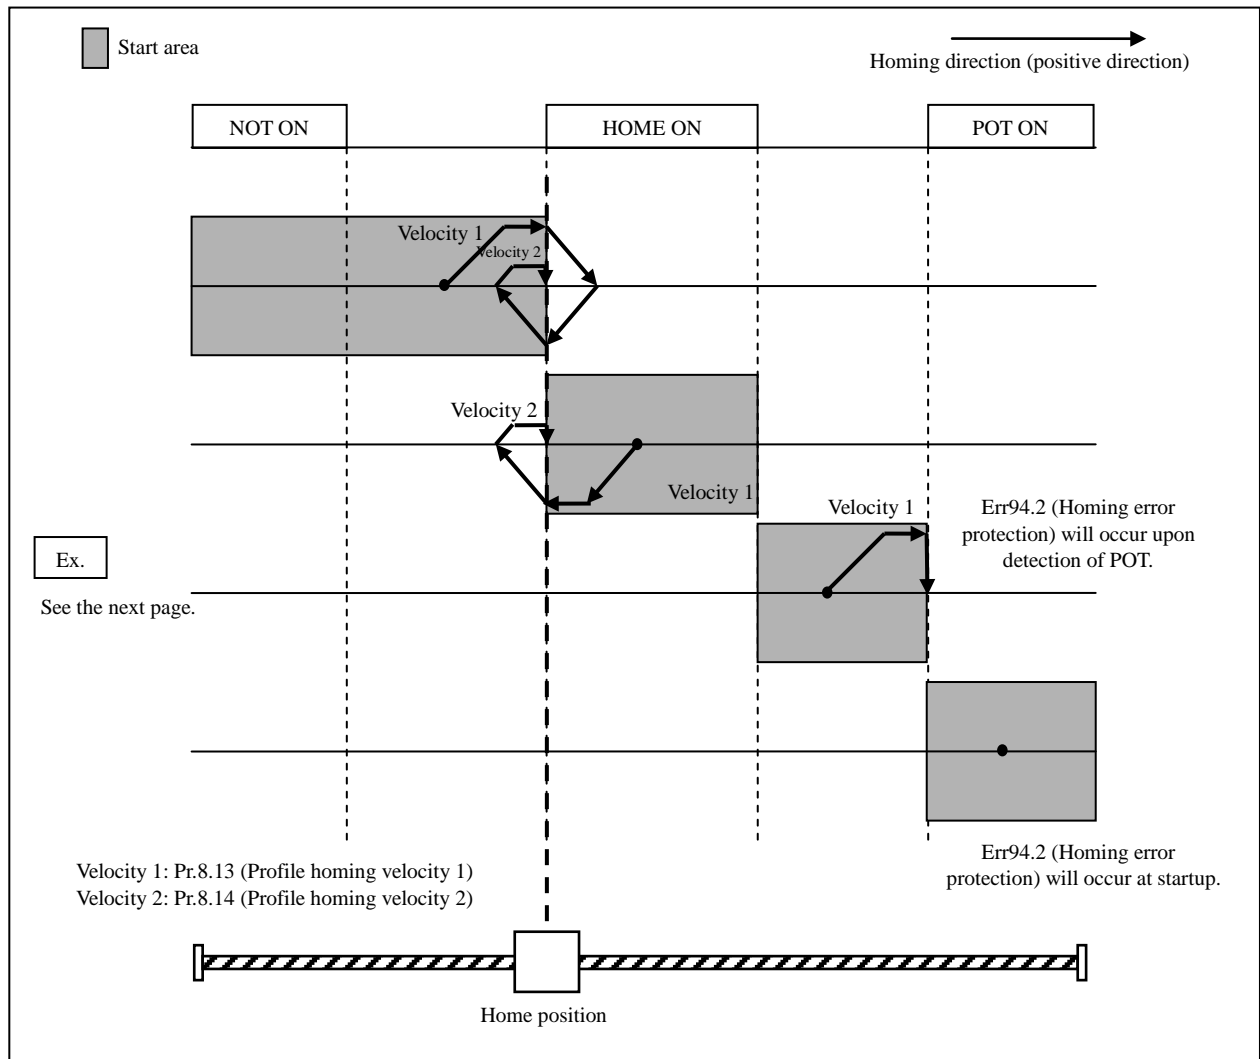 Start area
Homing direction (positive direction)
NOT ON
HOME ON
POT ON
Velocity 1
Velocity 2
Velocity 2
Velocity 1
Velocity 1
Err94.2 (Homing error
protection) will occur upon
detection of POT.
Ex.
See the next page.
Err94.2 (Homing error
protection) will occur at startup.
Velocity 1: Pr.8.13 (Profile homing velocity 1)
Velocity 2: Pr.8.14 (Profile homing velocity 2)
Home position